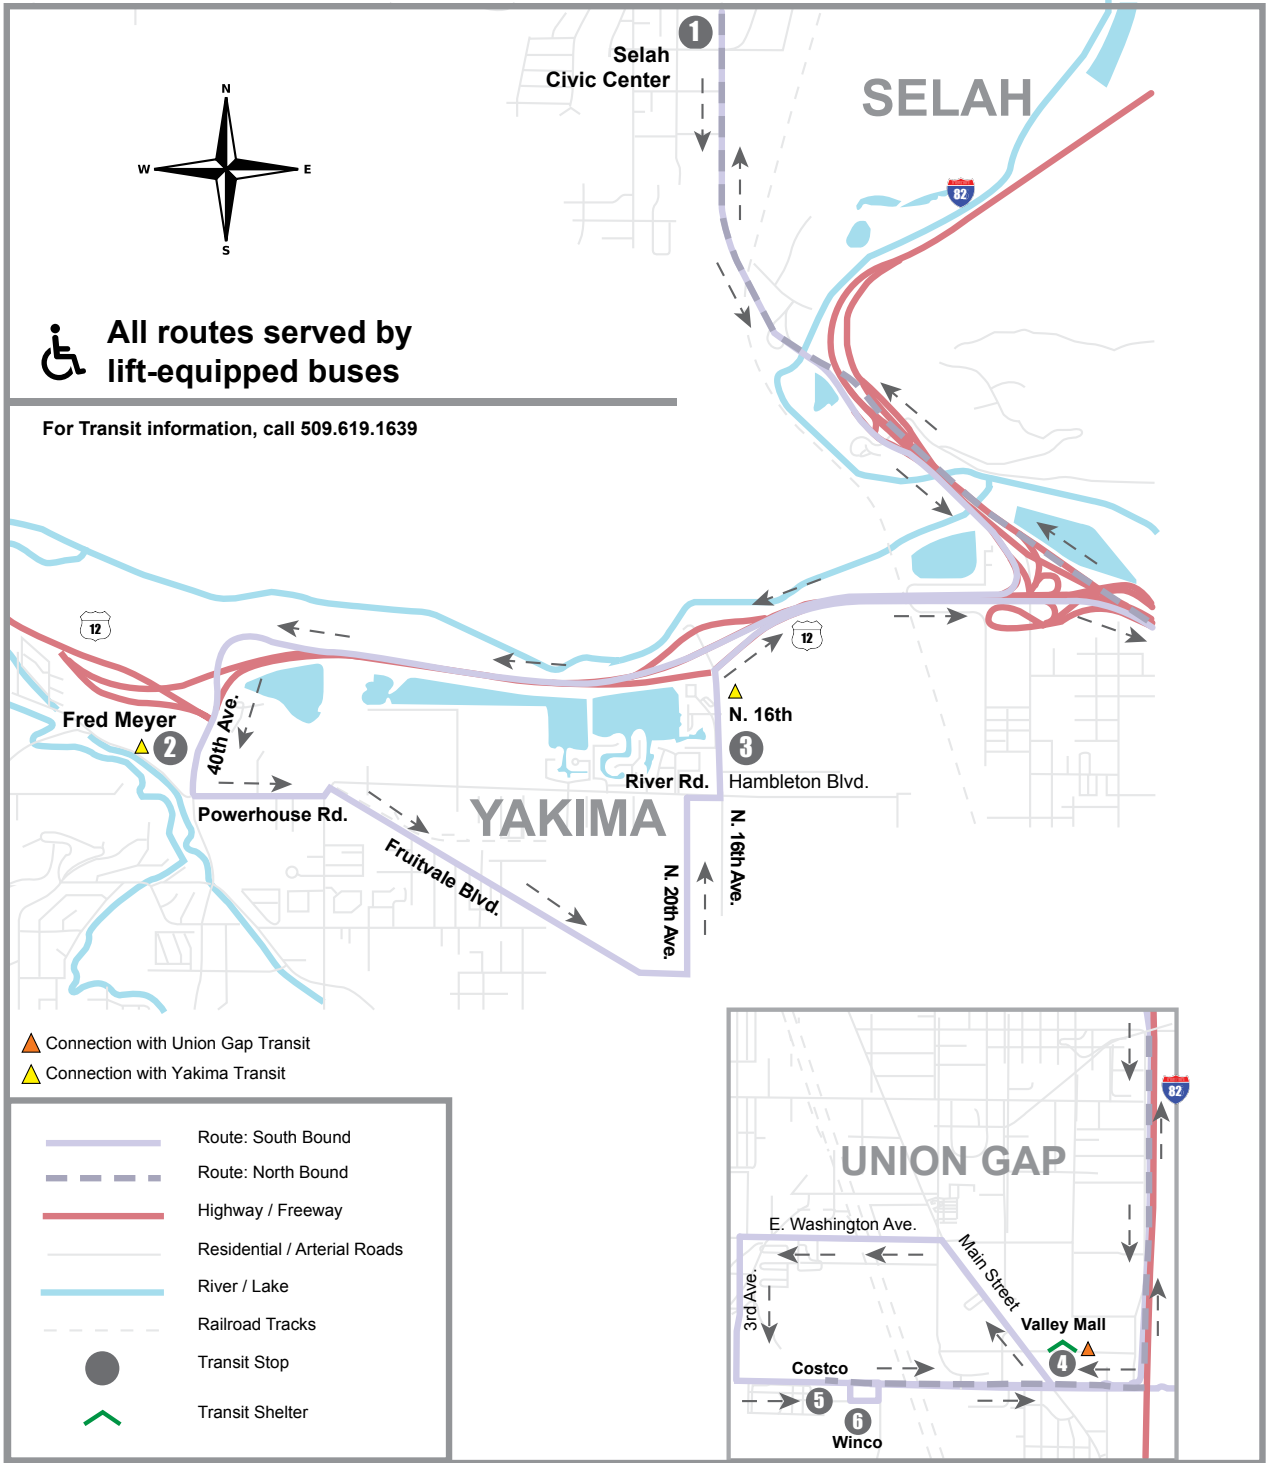 1
Selah
Civic Center
SELAH
N
W
E
S
82
All routes served by
lift-equipped buses
For Transit information, call 509.619.1639
12
12
Fred Meyer
2
40th Ave.
N. 16th
3
River Rd.
Hambleton Blvd.
Powerhouse Rd.
YAKIMA
Fruitvale Blvd.
N. 20th Ave.
N. 16th Ave.
Connection with Union Gap Transit
Connection with Yakima Transit
Route: South Bound
Route: North Bound
Highway / Freeway
Residential / Arterial Roads
River / Lake
Railroad Tracks
Transit Stop
Transit Shelter
82
UNION GAP
E. Washington Ave.
Main Street
3rd Ave.
Valley Mall
4
Costco
5
6
Winco